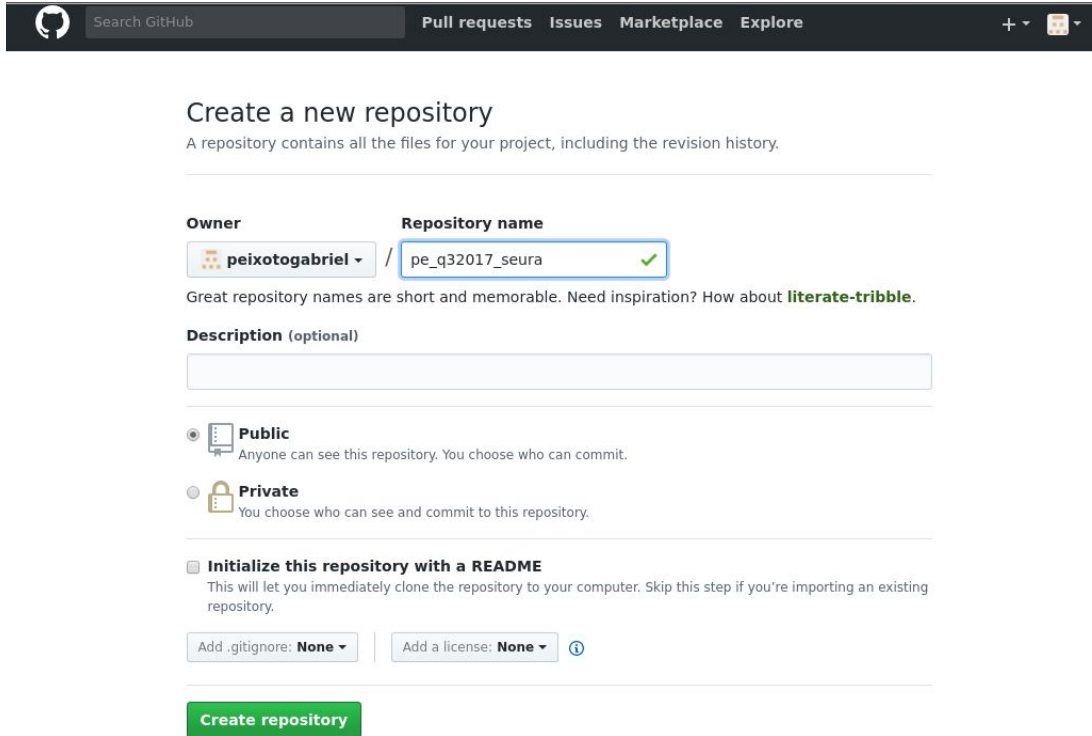 Search GitHub Pull requests Issues Marketplace Explore
Create a new repository
A repository contains all the files for your project, including the revision history.
Owner Repository name
peixotogabriel / pe_q32017_seura
Great repository names are short and memorable. Need inspiration? How about literate-tribble.
Description (optional)
Public
Anyone can see this repository. You choose who can commit.
Private
You choose who can see and commit to this repository.
Initialize this repository with a README
This will let you immediately clone the repository to your computer. Skip this step if you’re importing an existing
repository.
Add .gitignore: None Add a license: None
Create repository